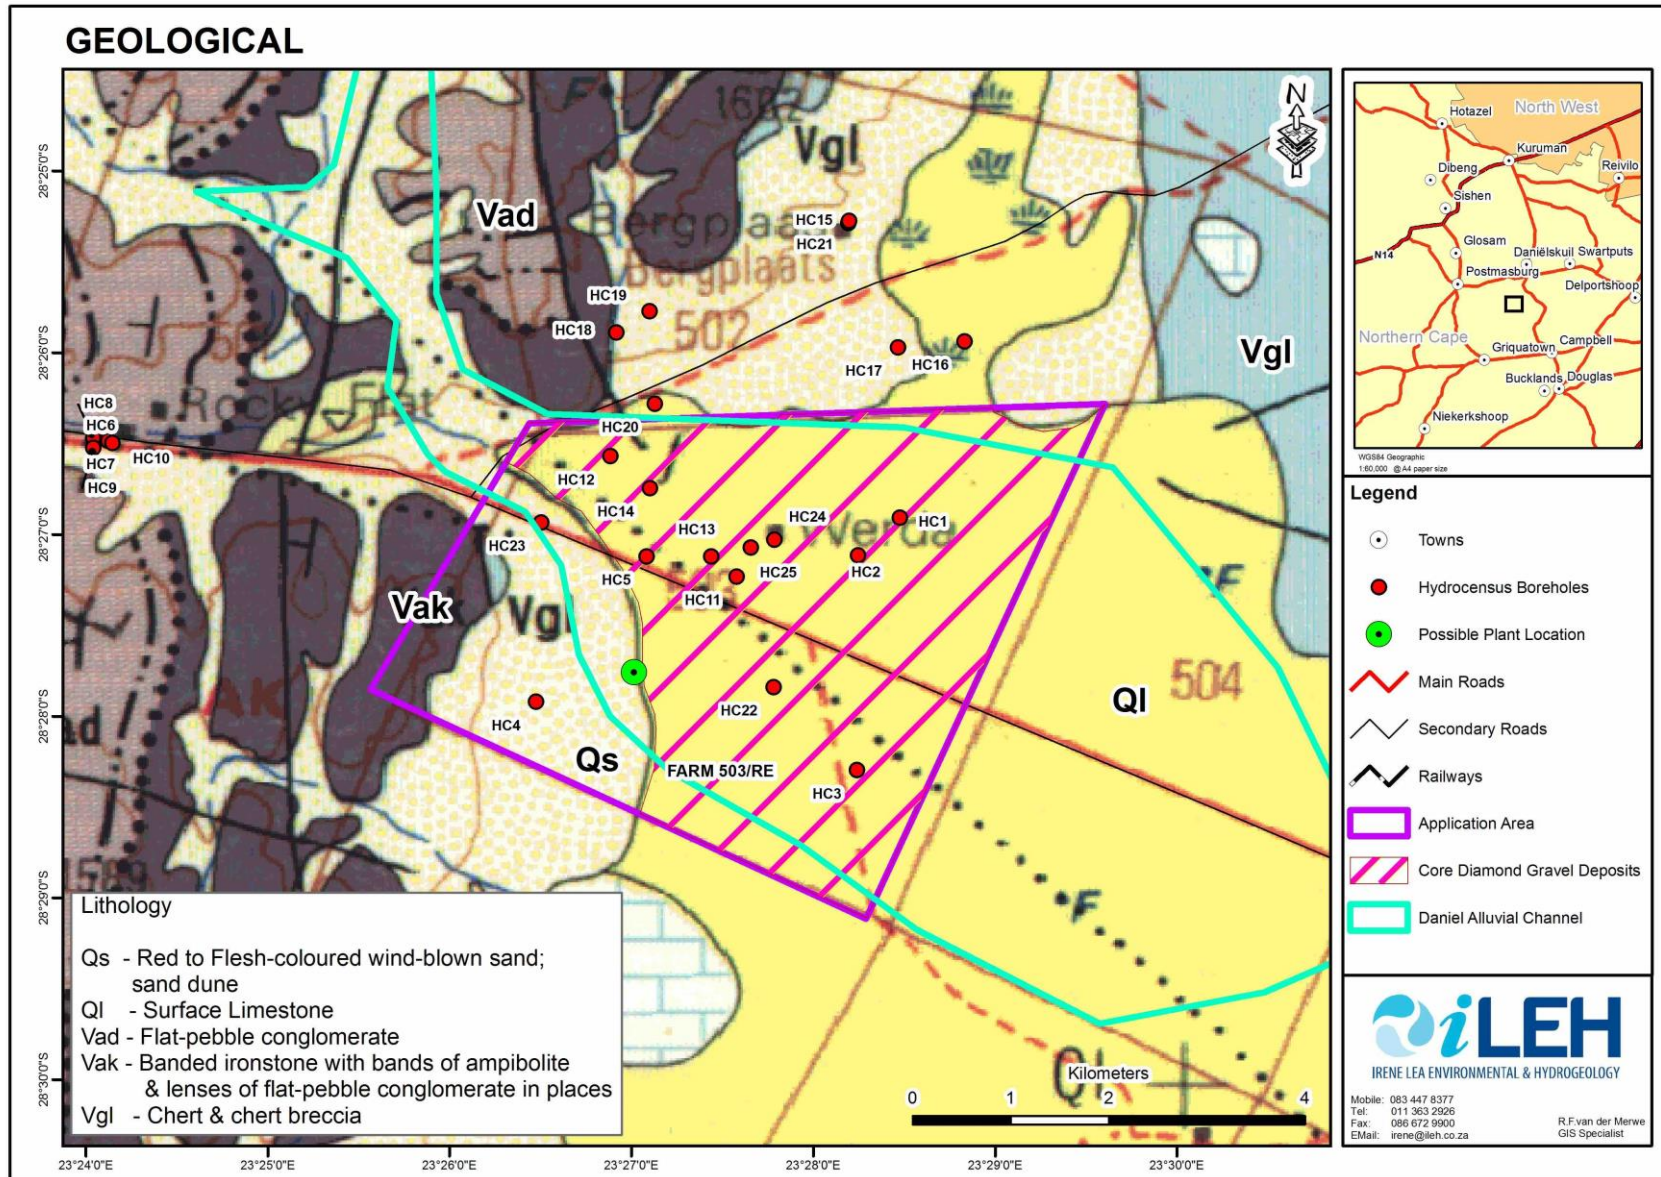 GEOLOGICAL
N
1682
Vgl
Vad
Bergplaas
Bergplaats
502
HC15
HC21
HC19
HC18
HC17
HC16
Vgl
Rocky Flat
HC8
HC6
HC7
HC10
HC9
HC20
HC12
HC14
HC13
HC24
HC1
HC23
Werda
HC5
HC25
HC2
HC11
503
F
Vak
Vgl
AK
HC4
HC22
Ql
504
Qs
FARM 503/RE
HC3
1589
F
Ql
Kilometers
0
1
2
4
Lithology
Qs - Red to Flesh-coloured wind-blown sand;
sand dune
Ql - Surface Limestone
Vad - Flat-pebble conglomerate
Vak - Banded ironstone with bands of ampibolite
& lenses of flat-pebble conglomerate in places
Vgl - Chert & chert breccia
28°25'0"S
28°26'0"S
28°27'0"S
28°28'0"S
28°29'0"S
28°30'0"S
23°24'0"E
23°25'0"E
23°26'0"E
23°27'0"E
23°28'0"E
23°29'0"E
23°30'0"E
North West
Hotazel
Kuruman
Dibeng
Reivilo
Sishen
Glosam
N14
Daniëlskuil
Swartputs
Postmasburg
Delportshoop
Northern Cape
Griquatown
Campbell
Bucklands
Douglas
Niekerkshoop
WGS84 Geographic
1:60,000 @ A4 paper size
Legend
Towns
Hydrocensus Boreholes
Possible Plant Location
Main Roads
Secondary Roads
Railways
Application Area
Core Diamond Gravel Deposits
Daniel Alluvial Channel
iLEH
IRENE LEA ENVIRONMENTAL & HYDROGEOLOGY
Mobile: 083 447 8377
Tel: 011 363 2926
Fax: 086 672 9900
EMail: irene@ileh.co.za
R.F.van der Merwe
GIS Specialist